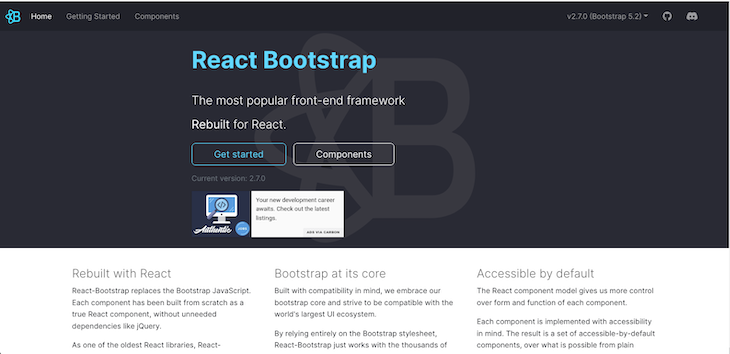 Home Getting Started Components v2.7.0 (Bootstrap 5.2)
React Bootstrap
The most popular front-end framework
Rebuilt for React.
Get started Components
Current version: 2.7.0
Authentic
JOBS
Your new development career
awaits. Check out the latest
listings.
ADS VIA CARBON
Rebuilt with React
React-Bootstrap replaces the Bootstrap JavaScript.
Each component has been built from scratch as a
true React component, without unneeded
dependencies like jQuery.
As one of the oldest React libraries, React-
Bootstrap at its core
Built with compatibility in mind, we embrace our
bootstrap core and strive to be compatible with the
world's largest UI ecosystem.
By relying entirely on the Bootstrap stylesheet,
React-Bootstrap just works with the thousands of
Accessible by default
The React component model gives us more control
over form and function of each component.
Each component is implemented with accessibility
in mind. The result is a set of accessible-by-default
components, over what is possible from plain